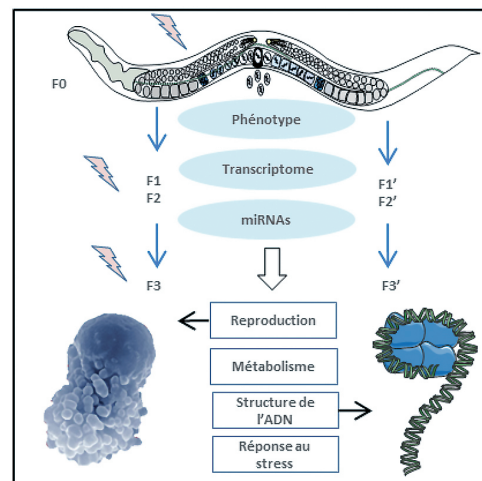 F0
Phénotype
Transcriptome
F1
F2
F1’
F2’
miRNAs
F3
F3’
Reproduction
Métabolisme
Structure de
l’ADN
Réponse au
stress